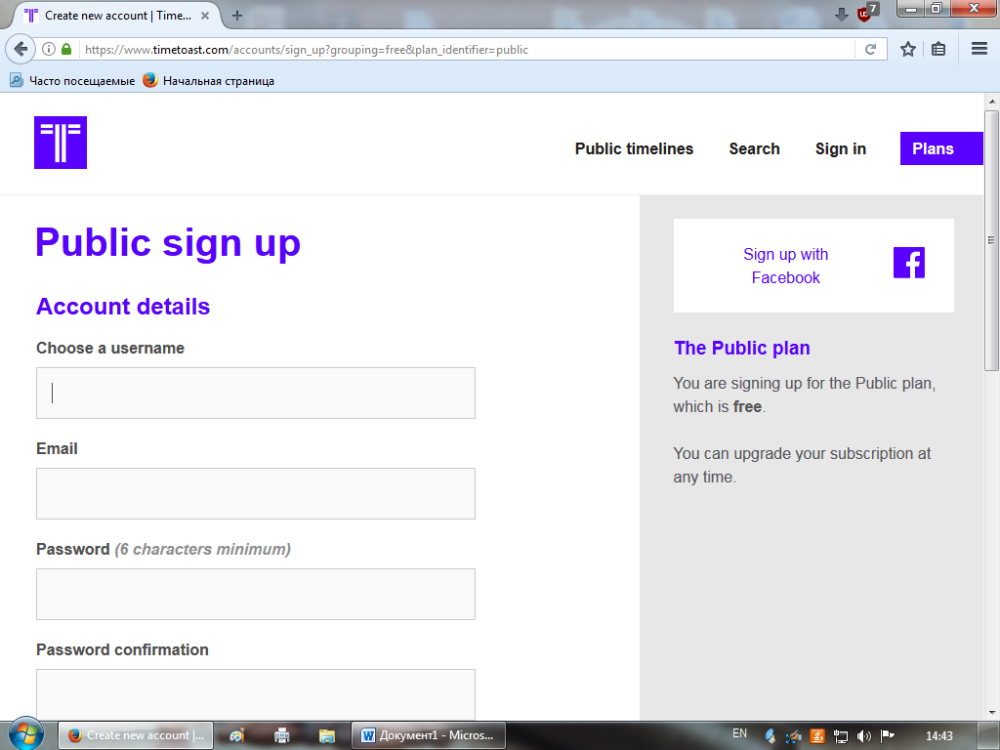 Create new account | Time...
7
https://www.timetoast.com/accounts/sign_up?grouping=free&plan_identifier=public
Часто посещаемые
Начальная страница
Public timelines
Search
Sign in
Plans
Public sign up
Account details
Choose a username
Email
Password (6 characters minimum)
Password confirmation
Sign up with
Facebook
The Public plan
You are signing up for the Public plan,
which is free.
You can upgrade your subscription at
any time.
Create new account |...
Документ1 - Micros...
EN
14:43